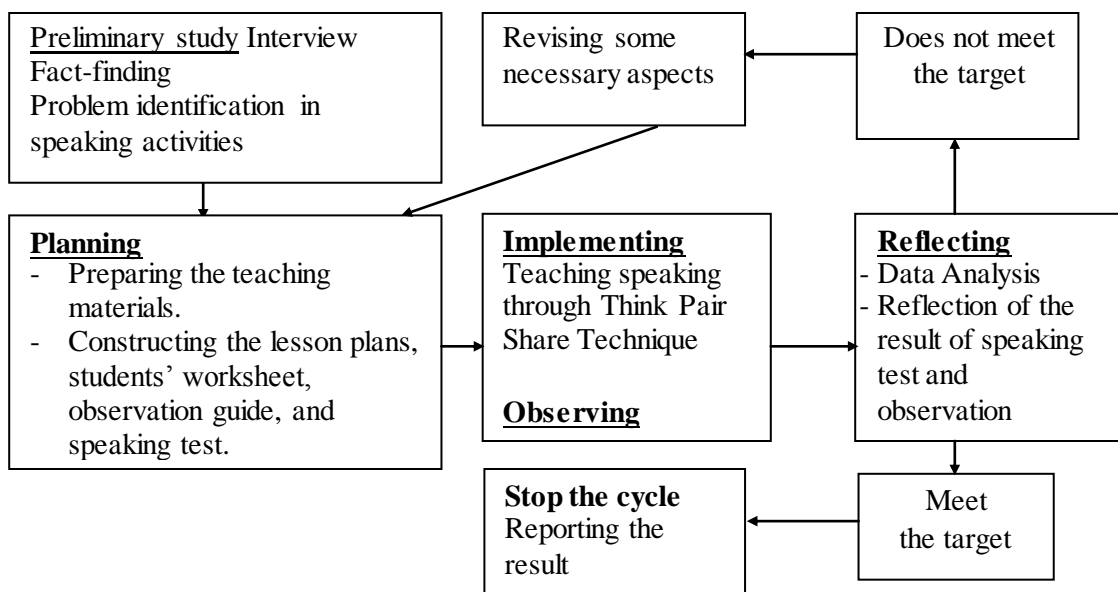 Preliminary study Interview
Fact-finding
Problem identification in
speaking activities
Revising some
necessary aspects
Does not meet
the target
Planning
- Preparing the teaching
materials.
- Constructing the lesson plans,
students’ worksheet,
observation guide, and
speaking test.
Implementing
Teaching speaking
through Think Pair
Share Technique
Observing
Reflecting
- Data Analysis
- Reflection of the
result of speaking
test and
observation
Stop the cycle
Reporting the
result
Meet
the target